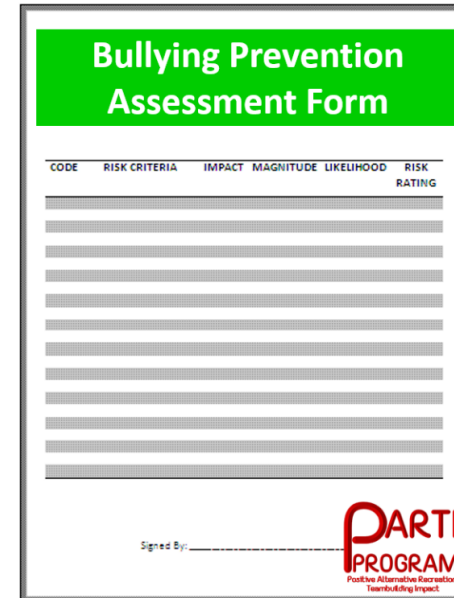 Bullying Prevention
Assessment Form
CODE RISK CRITERIA IMPACT MAGNITUDE LIKELIHOOD RISK
RATING
Signed By:
PARTI
PROGRAM
Positive Alternative Recreation
Teambuilding Impact